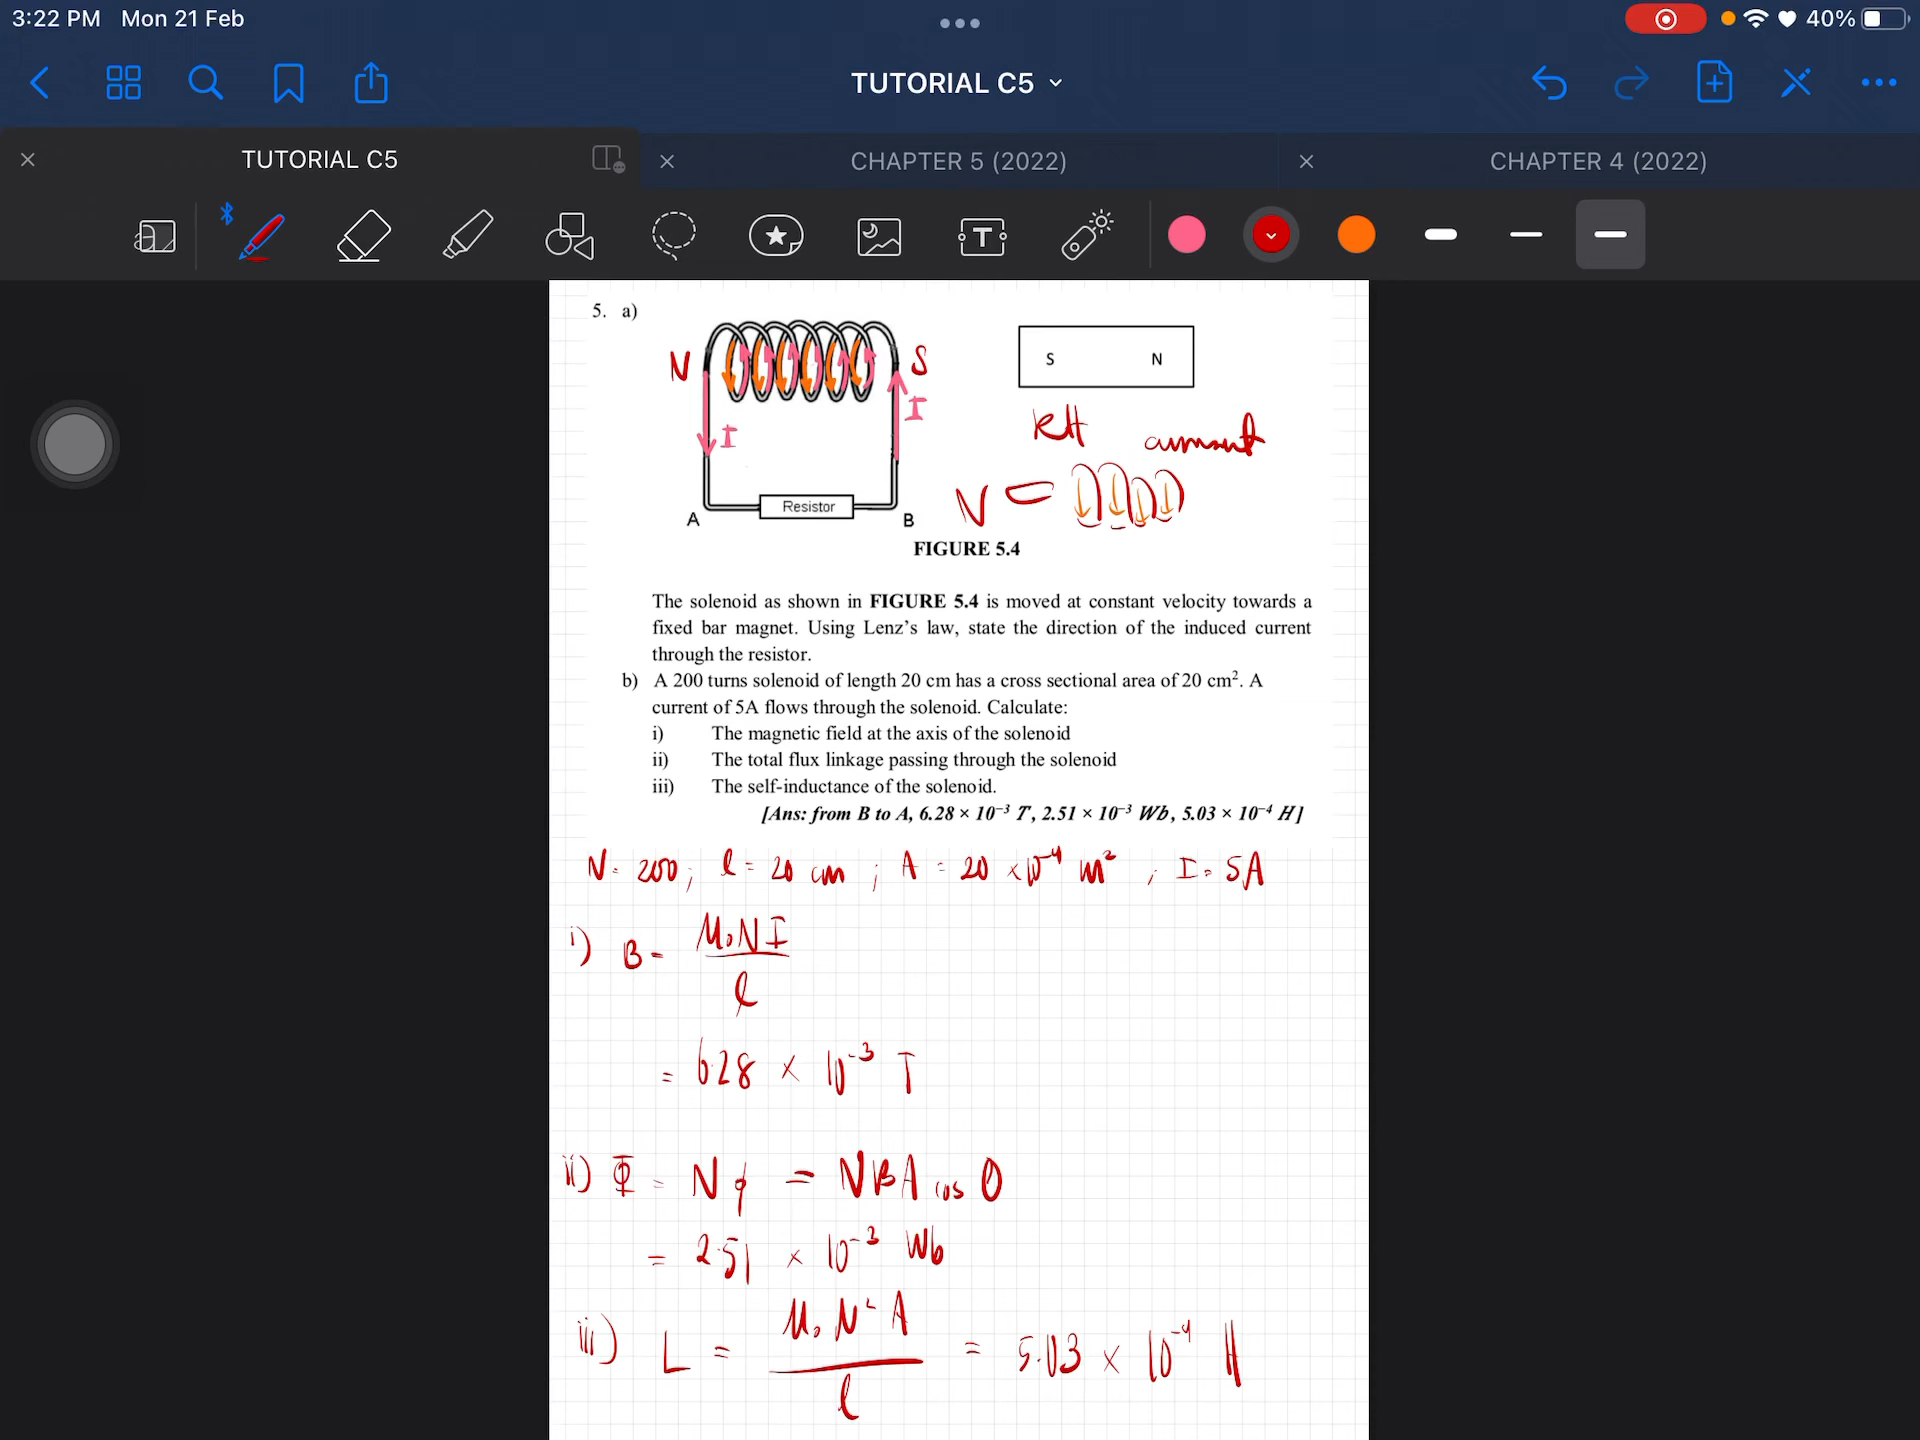 3:22 PM Mon 21 Feb
40%
TUTORIAL C5
TUTORIAL C5
CHAPTER 5 (2022)
CHAPTER 4 (2022)
T
5. a)
N
S
S N
I
I
left current
Resistor
N =
A
B
FIGURE 5.4
The solenoid as shown in FIGURE 5.4 is moved at constant velocity towards a
fixed bar magnet. Using Lenz's law, state the direction of the induced current
through the resistor.
b) A 200 turns solenoid of length 20 cm has a cross sectional area of 20 cm². A
current of 5A flows through the solenoid. Calculate:
i) The magnetic field at the axis of the solenoid
ii) The total flux linkage passing through the solenoid
iii) The self-inductance of the solenoid.
[Ans: from B to A, 6.28 × 10⁻³ T, 2.51 × 10⁻³ Wb, 5.03 × 10⁻⁴ H]
N = 200; l = 20 cm ; A = 20 × 10⁻⁴ m² ; I = 5A
i) B = μ₀NI
l
= 6.28 × 10⁻³ T
ii) Φ = Nφ = NBA cos 0
= 2.51 × 10⁻³ Wb
iii) L = μ₀N²A = 5.03 × 10⁻⁴ H
l